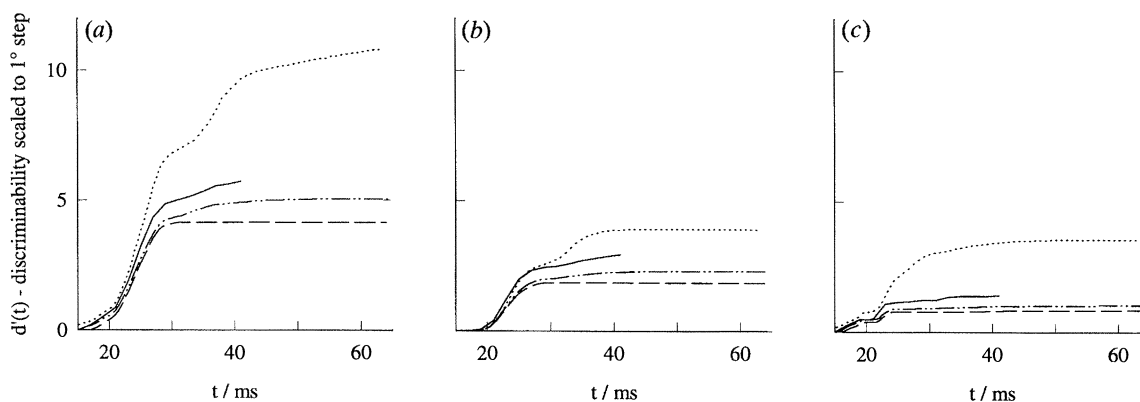 (a) (b) (c)
d'(t) - discriminability scaled to 1° step
10
5
0
20 40 60 20 40 60 20 40 60
t / ms t / ms t / ms